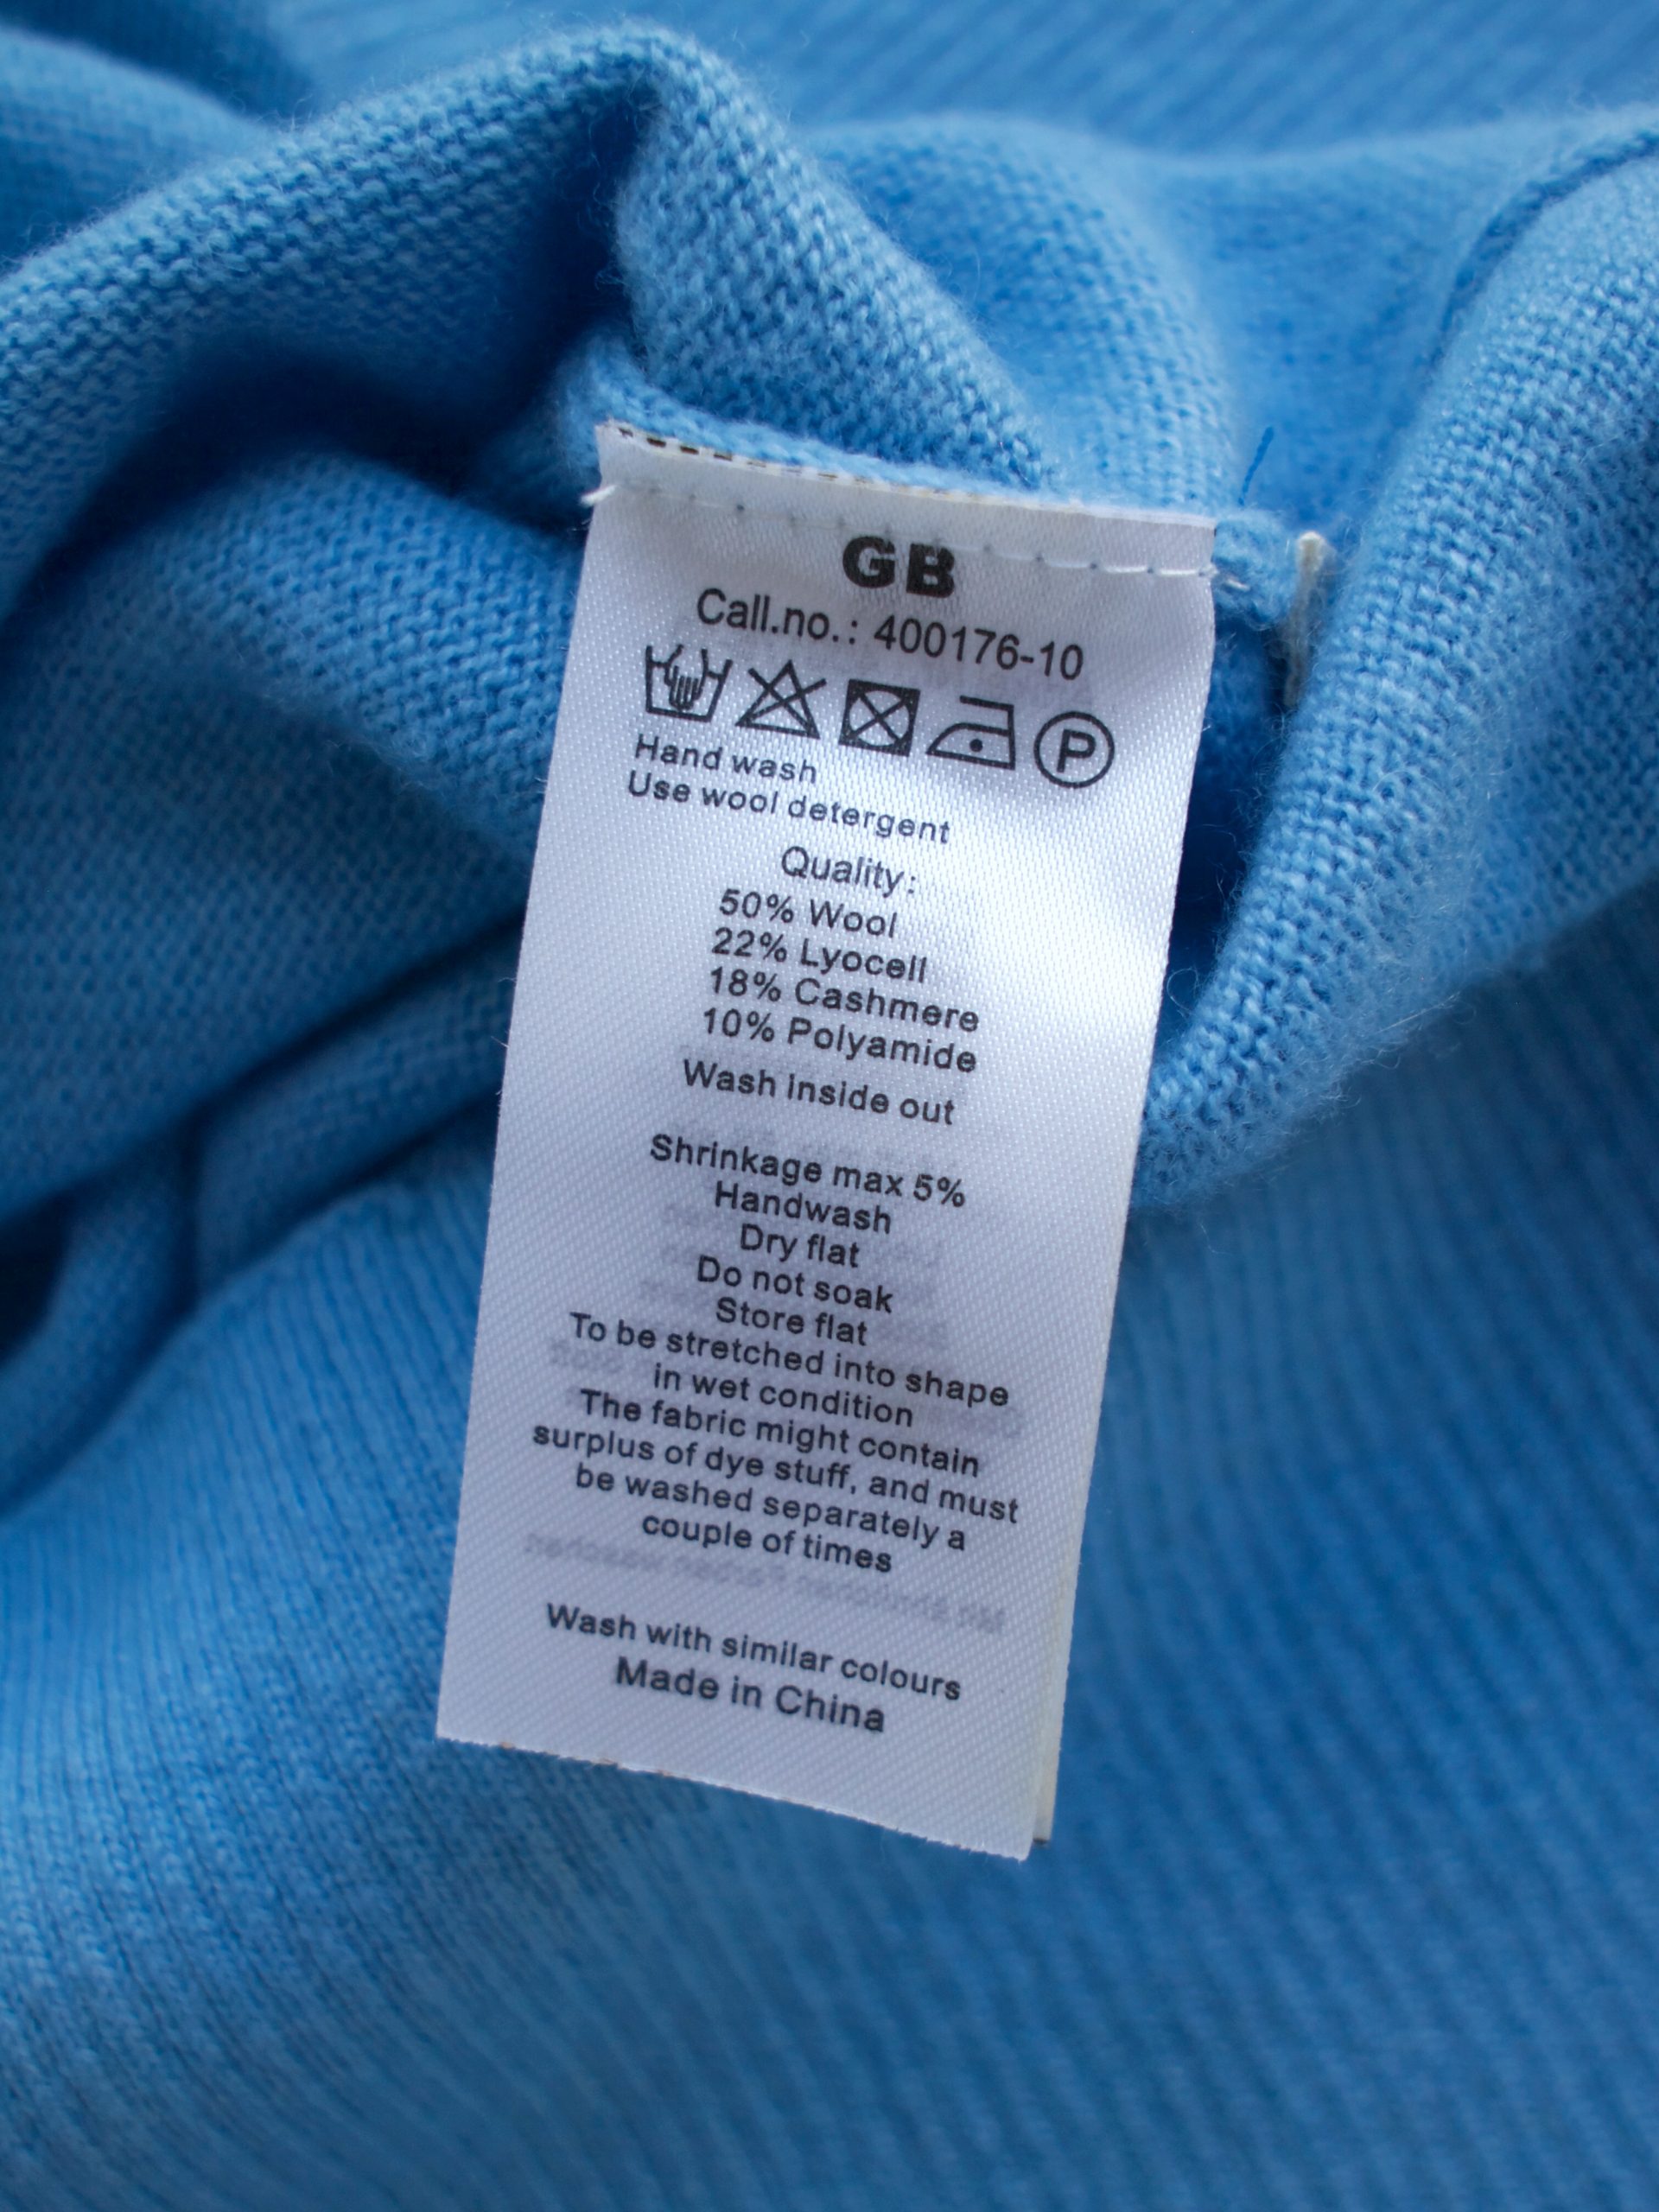 GB
Call.no.: 400176-10
P
Hand wash
Use wool detergent
Quality:
50% Wool
22% Lyocell
18% Cashmere
10% Polyamide
Wash inside out
Shrinkage max 5%
Handwash
Dry flat
Do not soak
Store flat
To be stretched into shape
in wet condition
The fabric might contain
surplus of dye stuff, and must
be washed separately a
couple of times
Wash with similar colours
Made in China